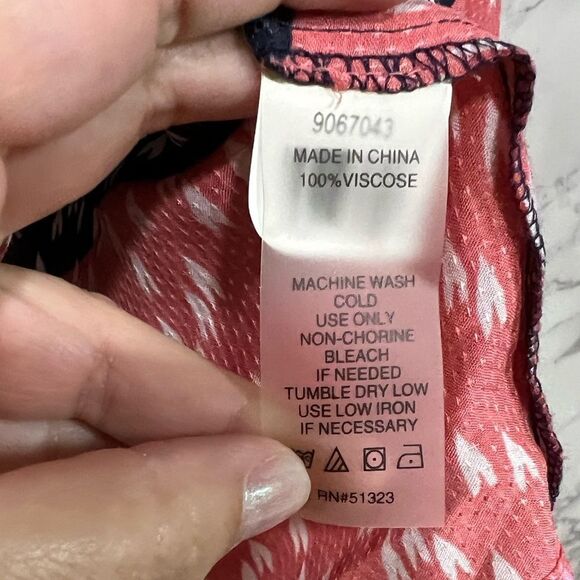 9067043
MADE IN CHINA
100%VISCOSE
MACHINE WASH
COLD
USE ONLY
NON-CHORINE
BLEACH
IF NEEDED
TUMBLE DRY LOW
USE LOW IRON
IF NECESSARY
RN#51323